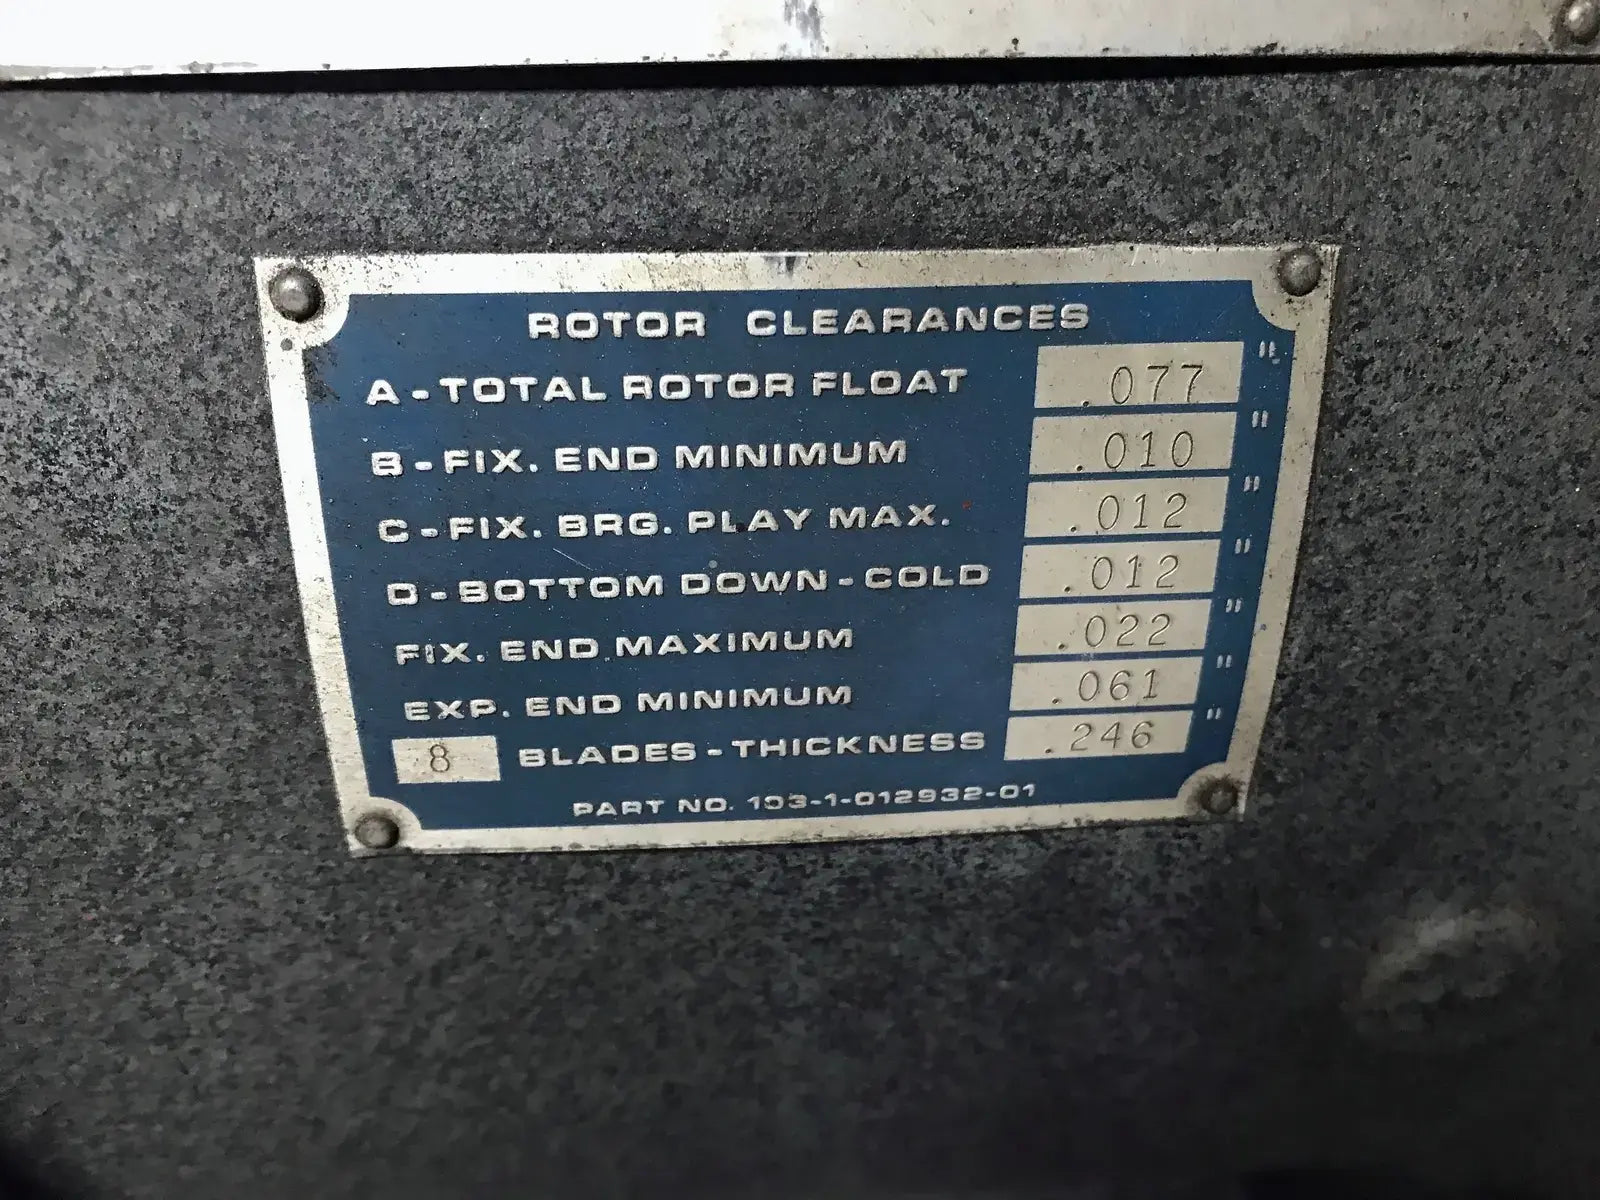 ROTOR CLEARANCES
A - TOTAL ROTOR FLOAT .077"
B - FIX. END MINIMUM .010"
C - FIX. BRG. PLAY MAX. .012"
D - BOTTOM DOWN - COLD .012"
FIX. END MAXIMUM .022"
EXP. END MINIMUM .061"
8 BLADES - THICKNESS .246"
PART NO. 103-1-012932-01